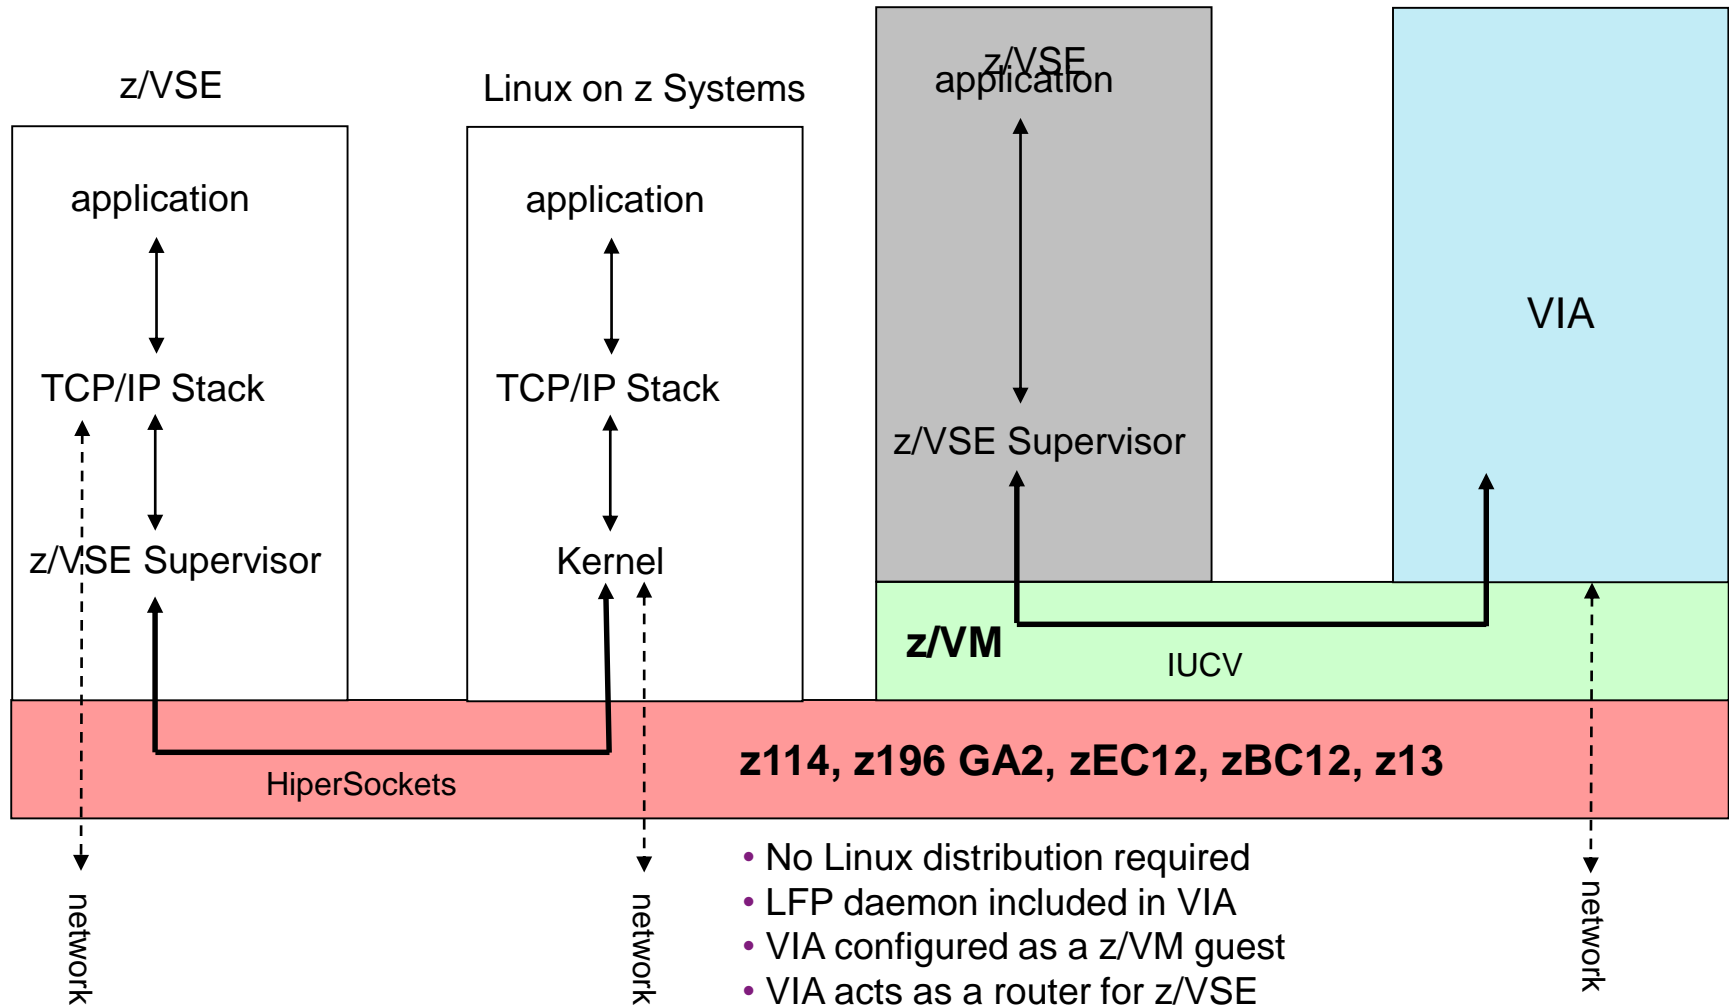 z/VSE
application
TCP/IP Stack
z/VSE Supervisor
Linux on z Systems
application
TCP/IP Stack
Kernel
z/VSE
application
z/VSE Supervisor
VIA
z/VM
IUCV
z114, z196 GA2, zEC12, zBC12, z13
HiperSockets
network
network
• No Linux distribution required
• LFP daemon included in VIA
• VIA configured as a z/VM guest
• VIA acts as a router for z/VSE
network